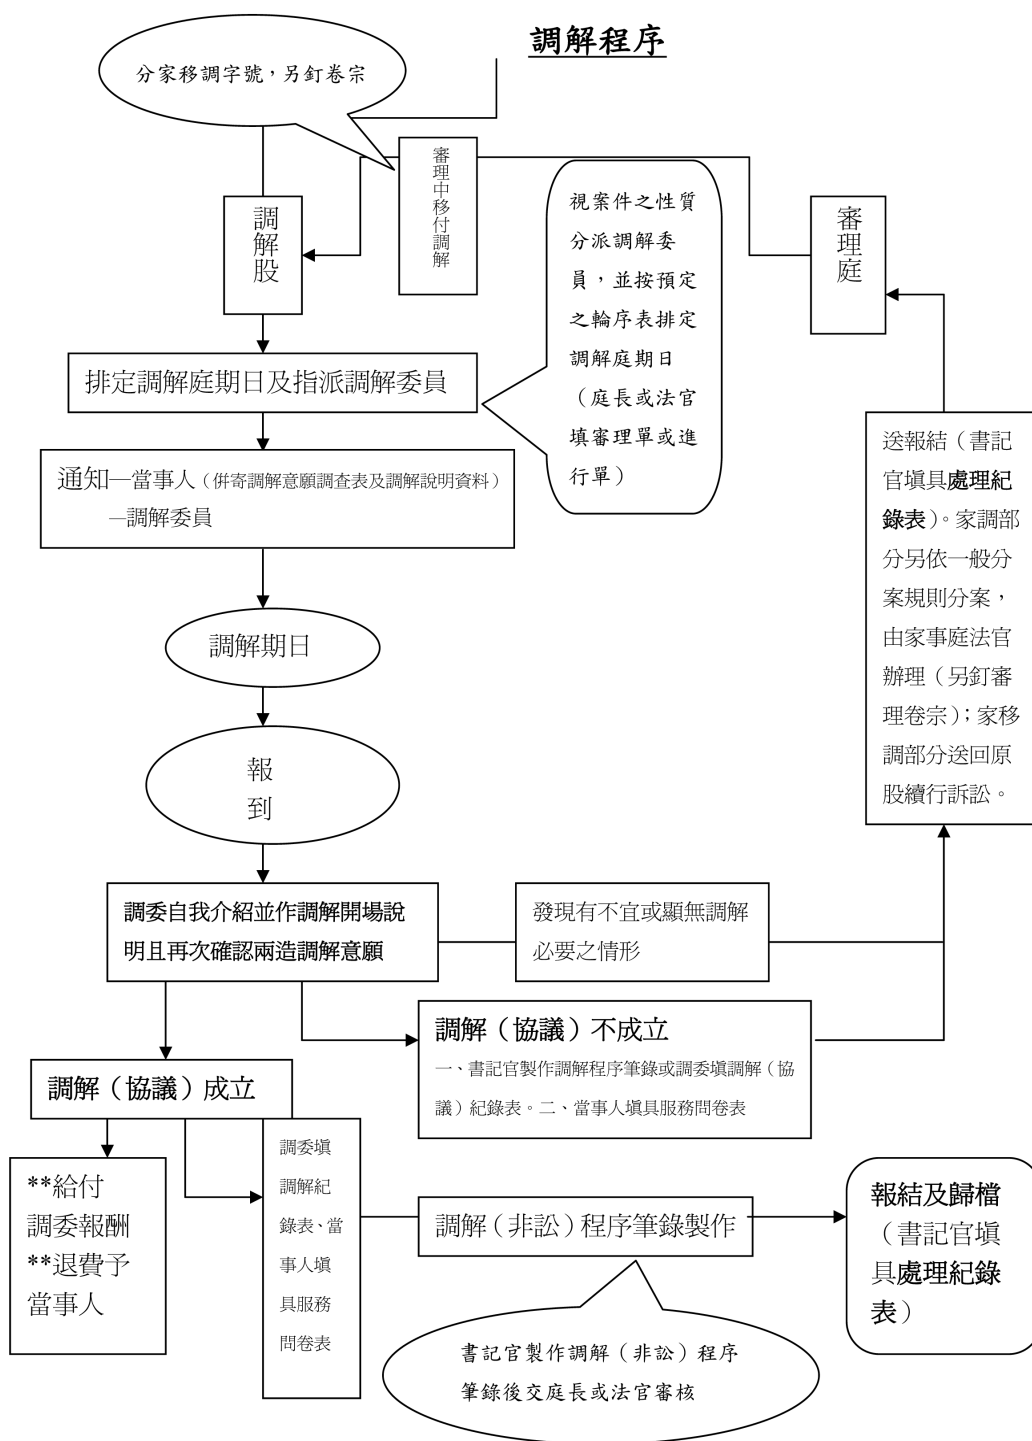 調解程序
分家移調字號，另釘卷宗
審理中移付調解
調解股
審理庭
視案件之性質
分派調解委
員，並按預定
之輪序表排定
調解庭期日
（庭長或法官
填審理單或進
行單）
排定調解庭期日及指派調解委員
通知—當事人（併寄調解意願調查表及調解說明資料）
—調解委員
送報結（書記
官填具處理紀
錄表）。家調部
分另依一般分
案規則分案，
由家事庭法官
辦理（另釘審
理卷宗）；家移
調部分送回原
股續行訴訟。
調解期日
報
到
調委自我介紹並作調解開場說
明且再次確認兩造調解意願
發現有不宜或顯無調解
必要之情形
調解（協議）不成立
一、書記官製作調解程序筆錄或調委填調解（協
議）紀錄表。二、當事人填具服務問卷表
調解（協議）成立
**給付
調委報酬
**退費予
當事人
調委填
調解紀
錄表、當
事人填
具服務
問卷表
調解（非訟）程序筆錄製作
報結及歸檔
（書記官填
具處理紀錄
表）
書記官製作調解（非訟）程序
筆錄後交庭長或法官審核